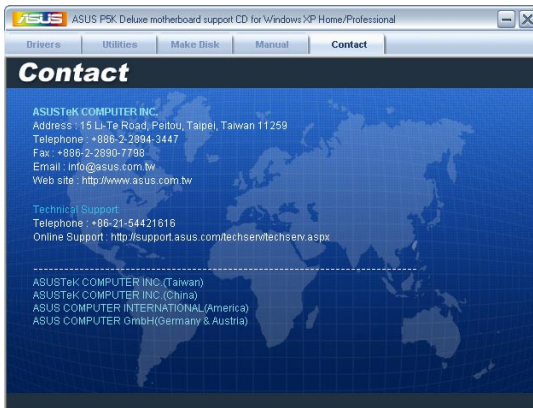 ASUS ASUS P5K Deluxe motherboard support CD for Windows XP Home/Professional
Drivers Utilities Make Disk Manual Contact
Contact
ASUSTeK COMPUTER INC.
Address : 15 Li-Te Road, Peitou, Taipei, Taiwan 11259
Telephone : +886-2-2894-3447
Fax : +886-2-2890-7798
Email : info@asus.com.tw
Web site : http://www.asus.com.tw
Technical Support
Telephone : +86-21-54421616
Online Support : http://support.asus.com/techserv/techserv.aspx
ASUSTeK COMPUTER INC.(Taiwan)
ASUSTeK COMPUTER INC.(China)
ASUS COMPUTER INTERNATIONAL(America)
ASUS COMPUTER GmbH(Germany & Austria)